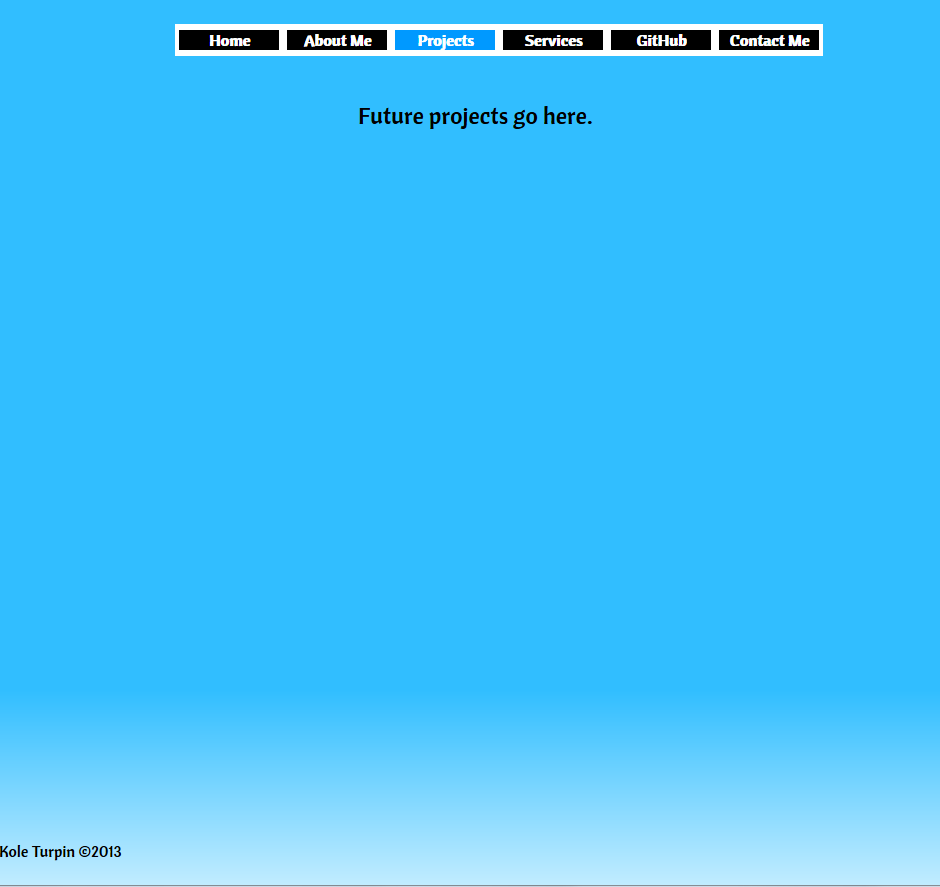 Home About Me Projects Services GitHub Contact Me
Future projects go here.
Kole Turpin ©2013